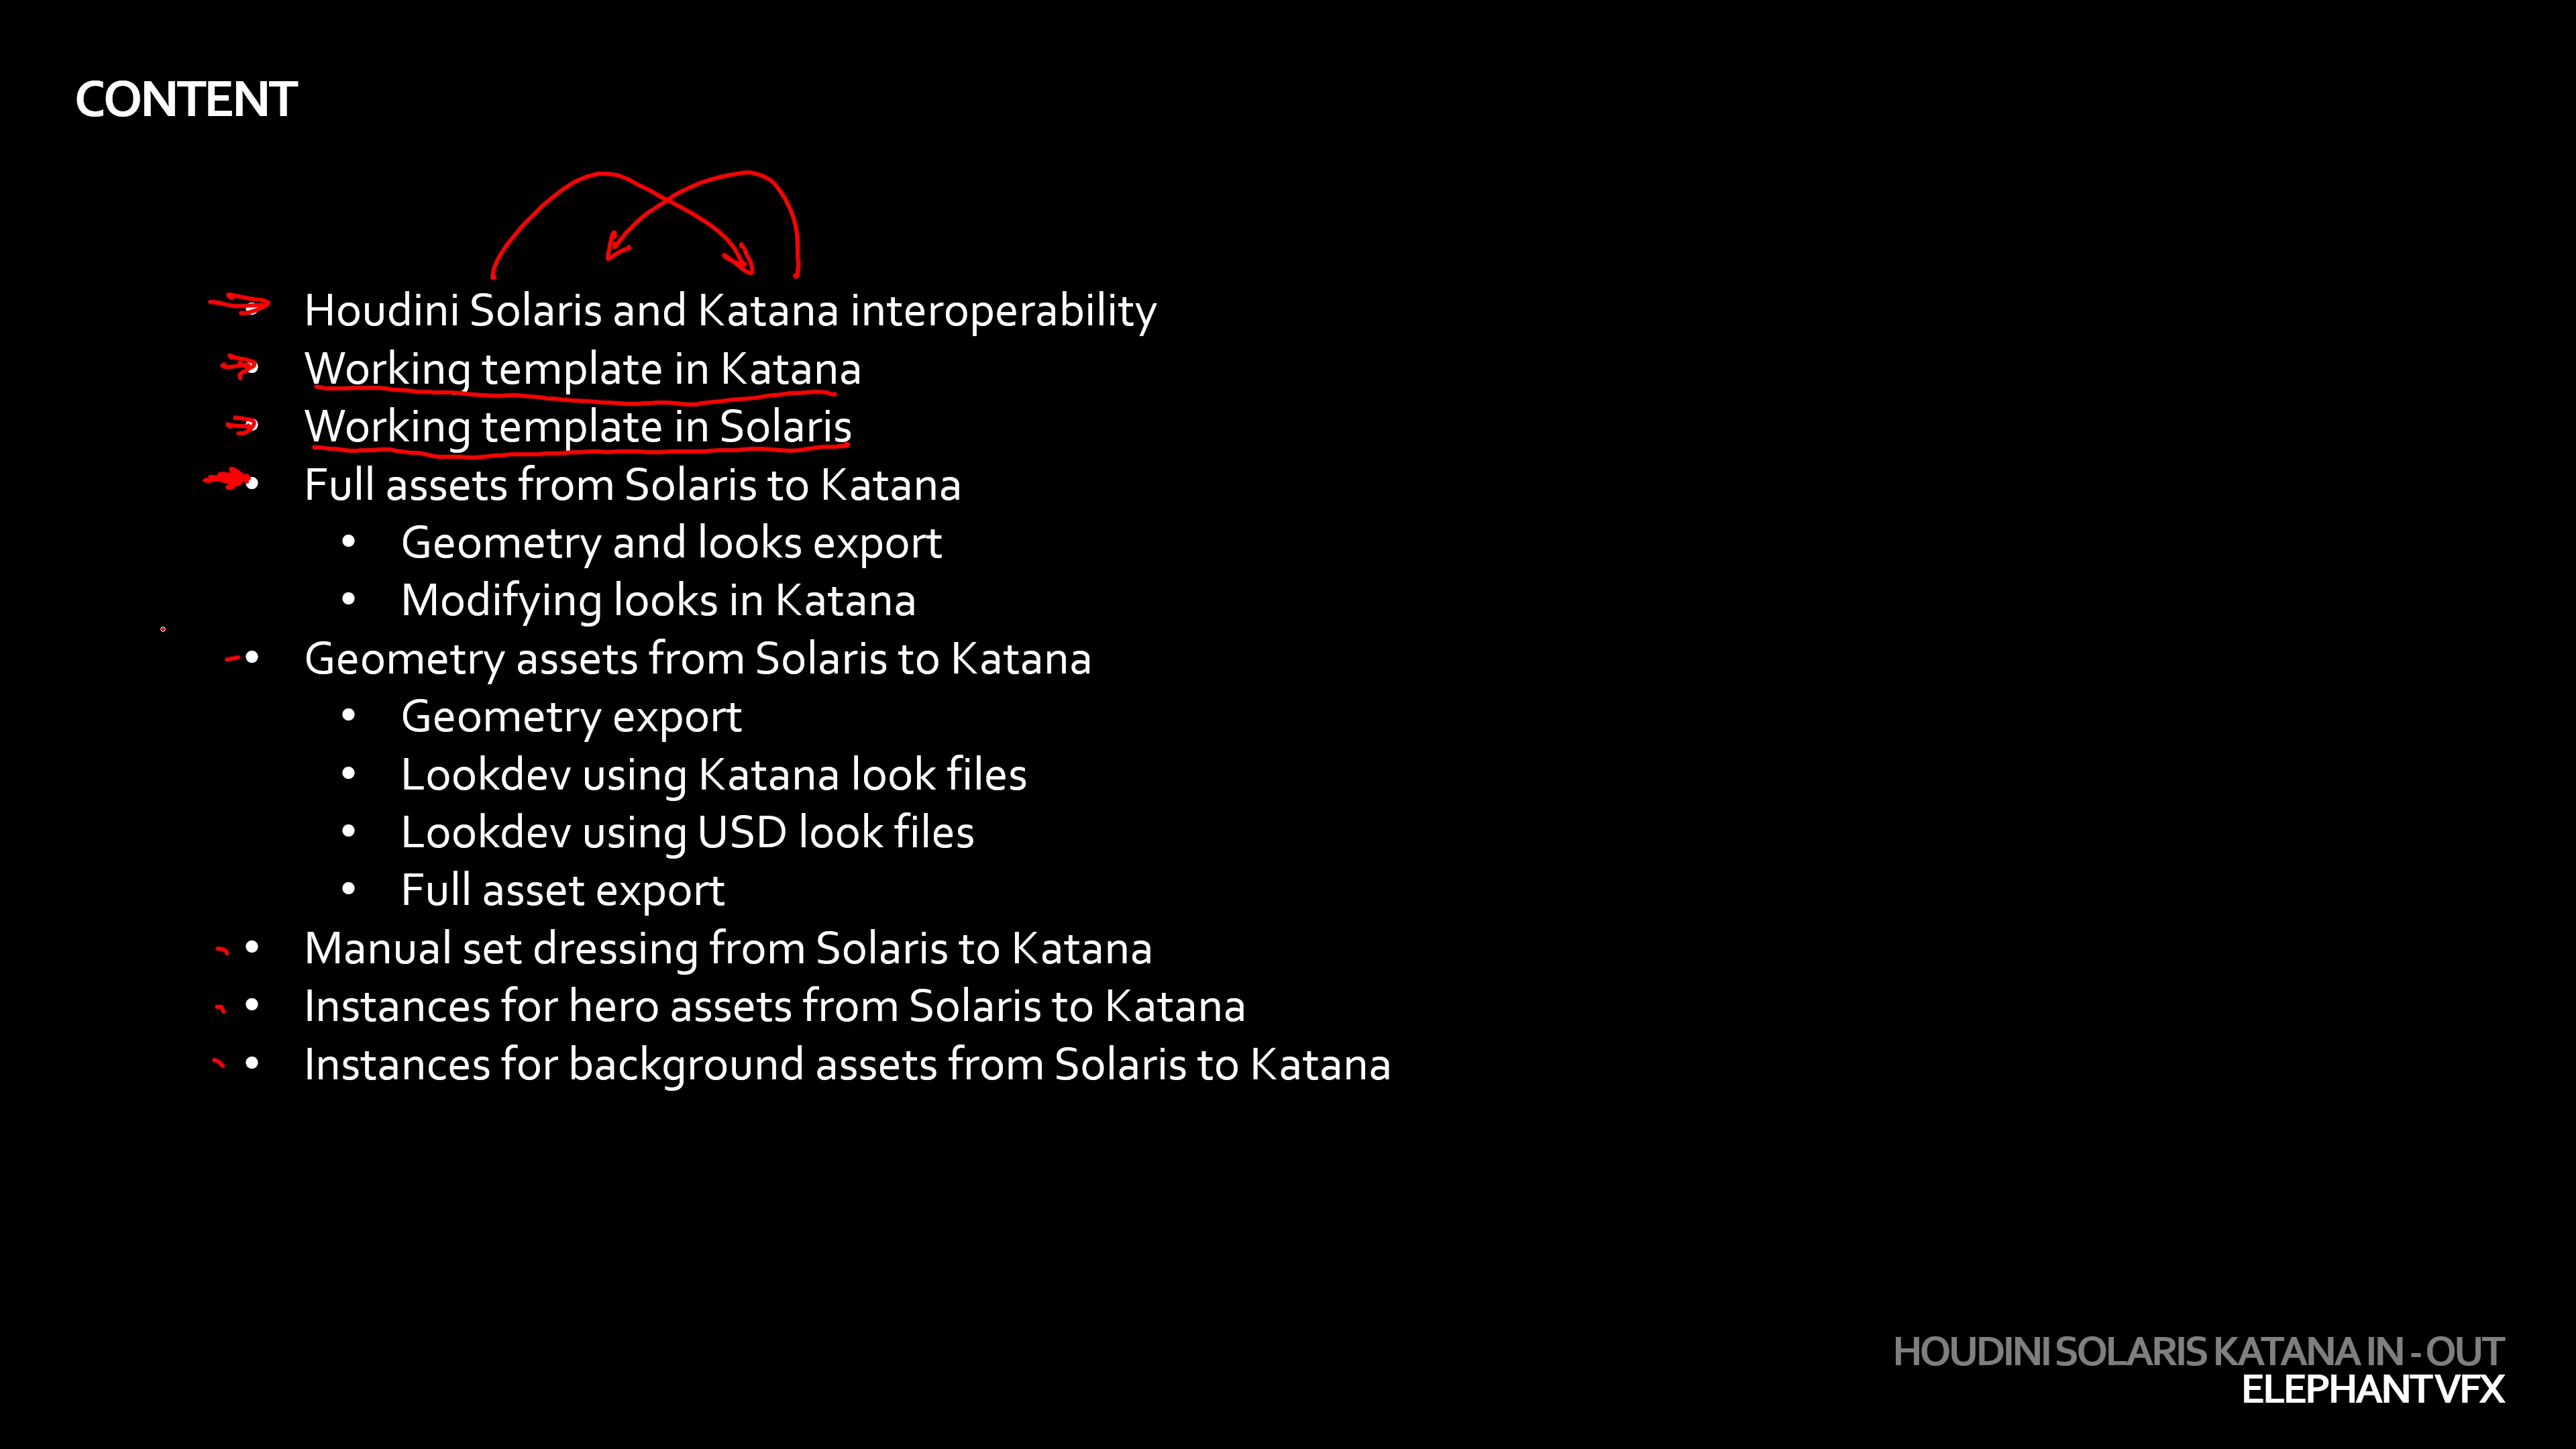 CONTENT
• Houdini Solaris and Katana interoperability
• Working template in Katana
• Working template in Solaris
• Full assets from Solaris to Katana
• Geometry and looks export
• Modifying looks in Katana
• Geometry assets from Solaris to Katana
• Geometry export
• Lookdev using Katana look files
• Lookdev using USD look files
• Full asset export
• Manual set dressing from Solaris to Katana
• Instances for hero assets from Solaris to Katana
• Instances for background assets from Solaris to Katana
HOUDINI SOLARIS KATANA IN - OUT
ELEPHANTVFX